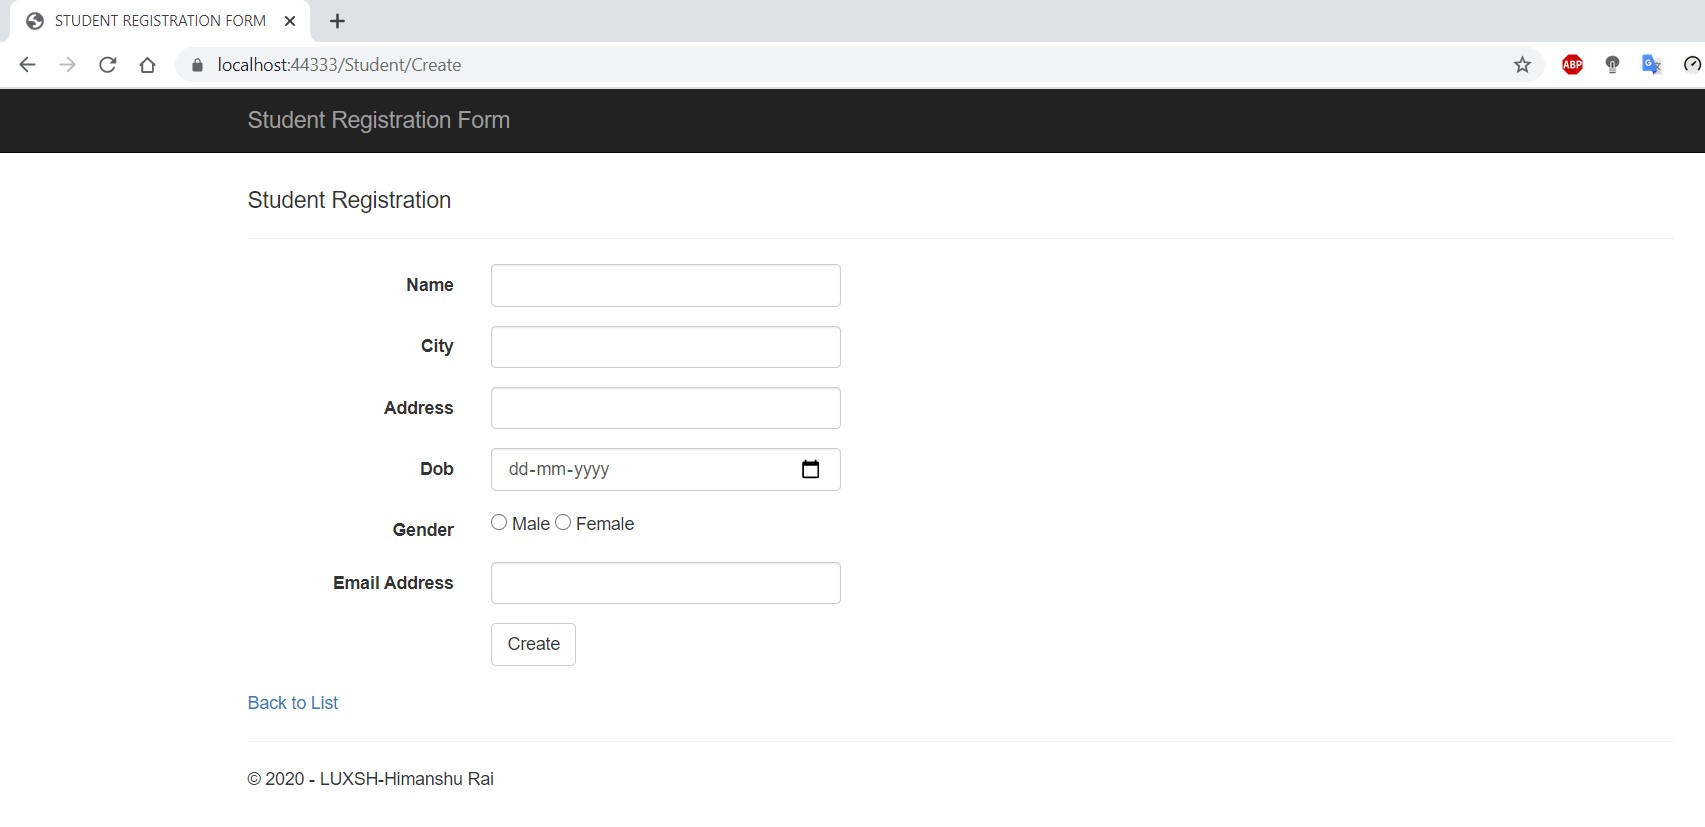 STUDENT REGISTRATION FORM
localhost:44333/Student/Create
ABP
G
Student Registration Form
Student Registration
Name
City
Address
Dob dd-mm-yyyy
Gender Male Female
Email Address
Create
Back to List
© 2020 - LUXSH-Himanshu Rai